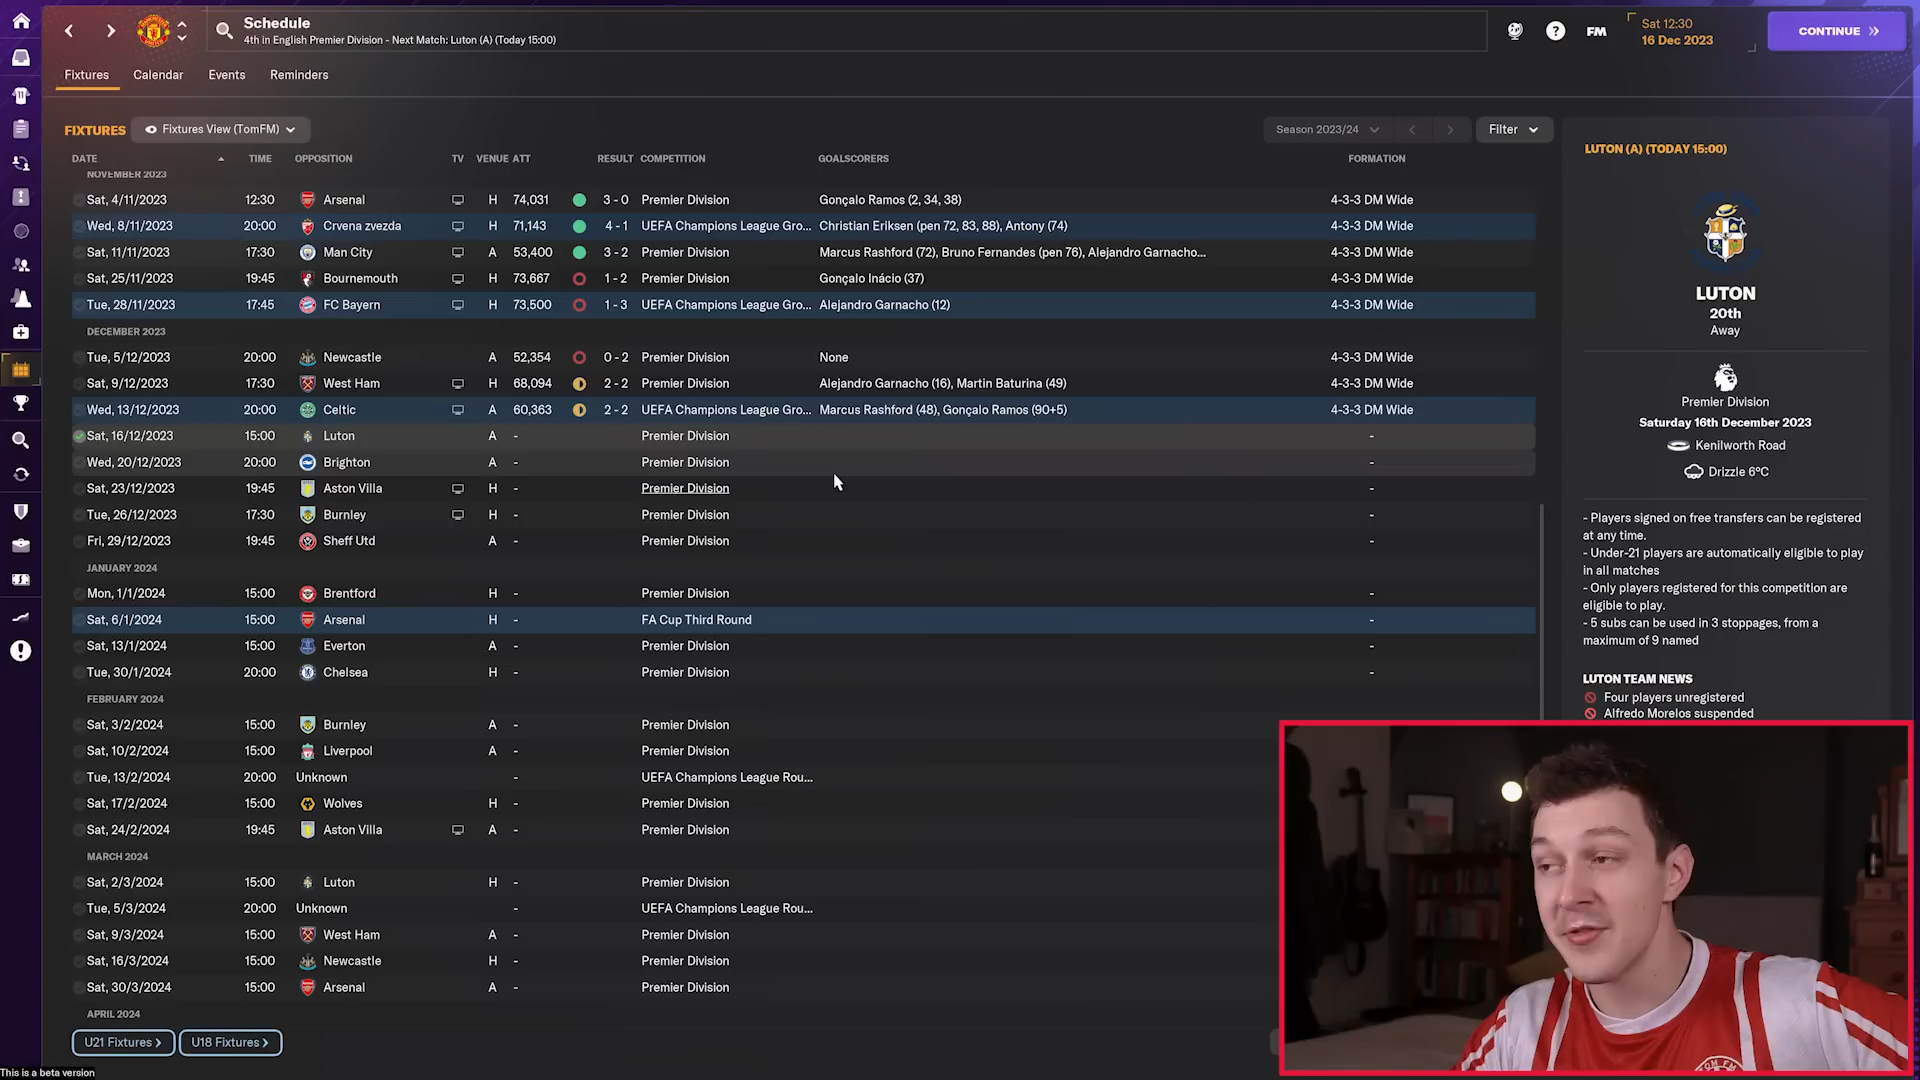 Schedule
4th in English Premier Division - Next Match: Luton (A) (Today 15:00)
FM
Sat 12:30
16 Dec 2023
CONTINUE
Fixtures Calendar Events Reminders
FIXTURES Fixtures View (TomFM) Season 2023/24 Filter
DATE TIME OPPOSITION TV VENUE ATT RESULT COMPETITION GOALSCORERS FORMATION
NOVEMBER 2023
Sat, 4/11/2023 12:30 Arsenal H 74,031 3 - 0 Premier Division Gonçalo Ramos (2, 34, 38) 4-3-3 DM Wide
Wed, 8/11/2023 20:00 Crvena zvezda H 71,143 4 - 1 UEFA Champions League Gro... Christian Eriksen (pen 72, 83, 88), Antony (74) 4-3-3 DM Wide
Sat, 11/11/2023 17:30 Man City A 53,400 3 - 2 Premier Division Marcus Rashford (72), Bruno Fernandes (pen 76), Alejandro Garnacho... 4-3-3 DM Wide
Sat, 25/11/2023 19:45 Bournemouth H 73,667 1 - 2 Premier Division Gonçalo Inácio (37) 4-3-3 DM Wide
Tue, 28/11/2023 17:45 FC Bayern H 73,500 1 - 3 UEFA Champions League Gro... Alejandro Garnacho (12) 4-3-3 DM Wide
DECEMBER 2023
Tue, 5/12/2023 20:00 Newcastle A 52,354 0 - 2 Premier Division None 4-3-3 DM Wide
Sat, 9/12/2023 17:30 West Ham H 68,094 2 - 2 Premier Division Alejandro Garnacho (16), Martin Baturina (49) 4-3-3 DM Wide
Wed, 13/12/2023 20:00 Celtic A 60,363 2 - 2 UEFA Champions League Gro... Marcus Rashford (48), Gonçalo Ramos (90+5) 4-3-3 DM Wide
Sat, 16/12/2023 15:00 Luton A - Premier Division -
Wed, 20/12/2023 20:00 Brighton A - Premier Division -
Sat, 23/12/2023 19:45 Aston Villa H - Premier Division -
Tue, 26/12/2023 17:30 Burnley H - Premier Division -
Fri, 29/12/2023 19:45 Sheff Utd A - Premier Division -
JANUARY 2024
Mon, 1/1/2024 15:00 Brentford H - Premier Division -
Sat, 6/1/2024 15:00 Arsenal H - FA Cup Third Round -
Sat, 13/1/2024 15:00 Everton A - Premier Division -
Tue, 30/1/2024 20:00 Chelsea H - Premier Division -
FEBRUARY 2024
Sat, 3/2/2024 15:00 Burnley A - Premier Division
Sat, 10/2/2024 15:00 Liverpool A - Premier Division
Tue, 13/2/2024 20:00 Unknown - UEFA Champions League Rou...
Sat, 17/2/2024 15:00 Wolves H - Premier Division
Sat, 24/2/2024 19:45 Aston Villa A - Premier Division
MARCH 2024
Sat, 2/3/2024 15:00 Luton H - Premier Division
Tue, 5/3/2024 20:00 Unknown - UEFA Champions League Rou...
Sat, 9/3/2024 15:00 West Ham A - Premier Division
Sat, 16/3/2024 15:00 Newcastle H - Premier Division
Sat, 30/3/2024 15:00 Arsenal A - Premier Division
APRIL 2024
U21 Fixtures > U18 Fixtures >
This is a beta version
LUTON (A) (TODAY 15:00)
LUTON
20th
Away
Premier Division
Saturday 16th December 2023
Kenilworth Road
Drizzle 6°C
- Players signed on free transfers can be registered
at any time.
- Under-21 players are automatically eligible to play
in all matches
- Only players registered for this competition are
eligible to play.
- 5 subs can be used in 3 stoppages, from a
maximum of 9 named
LUTON TEAM NEWS
Four players unregistered
Alfredo Morelos suspended